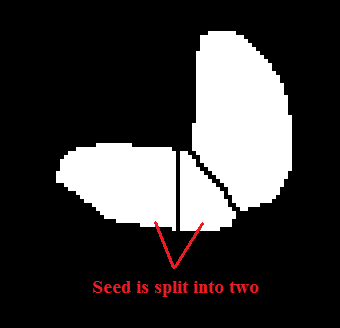 Seed is split into two